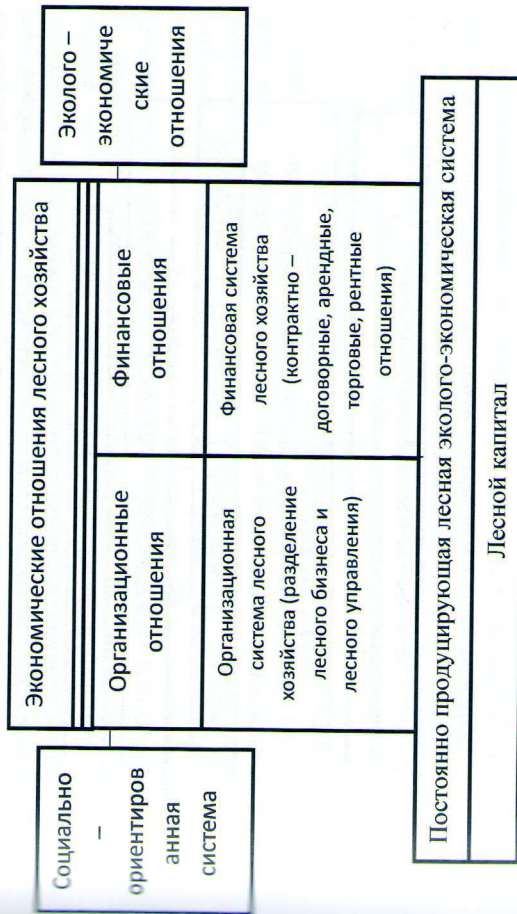 Экономические отношения лесного хозяйства
Социально
–
ориентиров
анная
система
Организационные
отношения
Финансовые
отношения
Эколого –
экономиче
ские
отношения
Организационная
система лесного
хозяйства (разделение
лесного бизнеса и
лесного управления)
Финансовая система
лесного хозяйства
(контрактно –
договорные, арендные,
торговые, рентные
отношения)
Постоянно продуцирующая лесная эколого-экономическая система
Лесной капитал